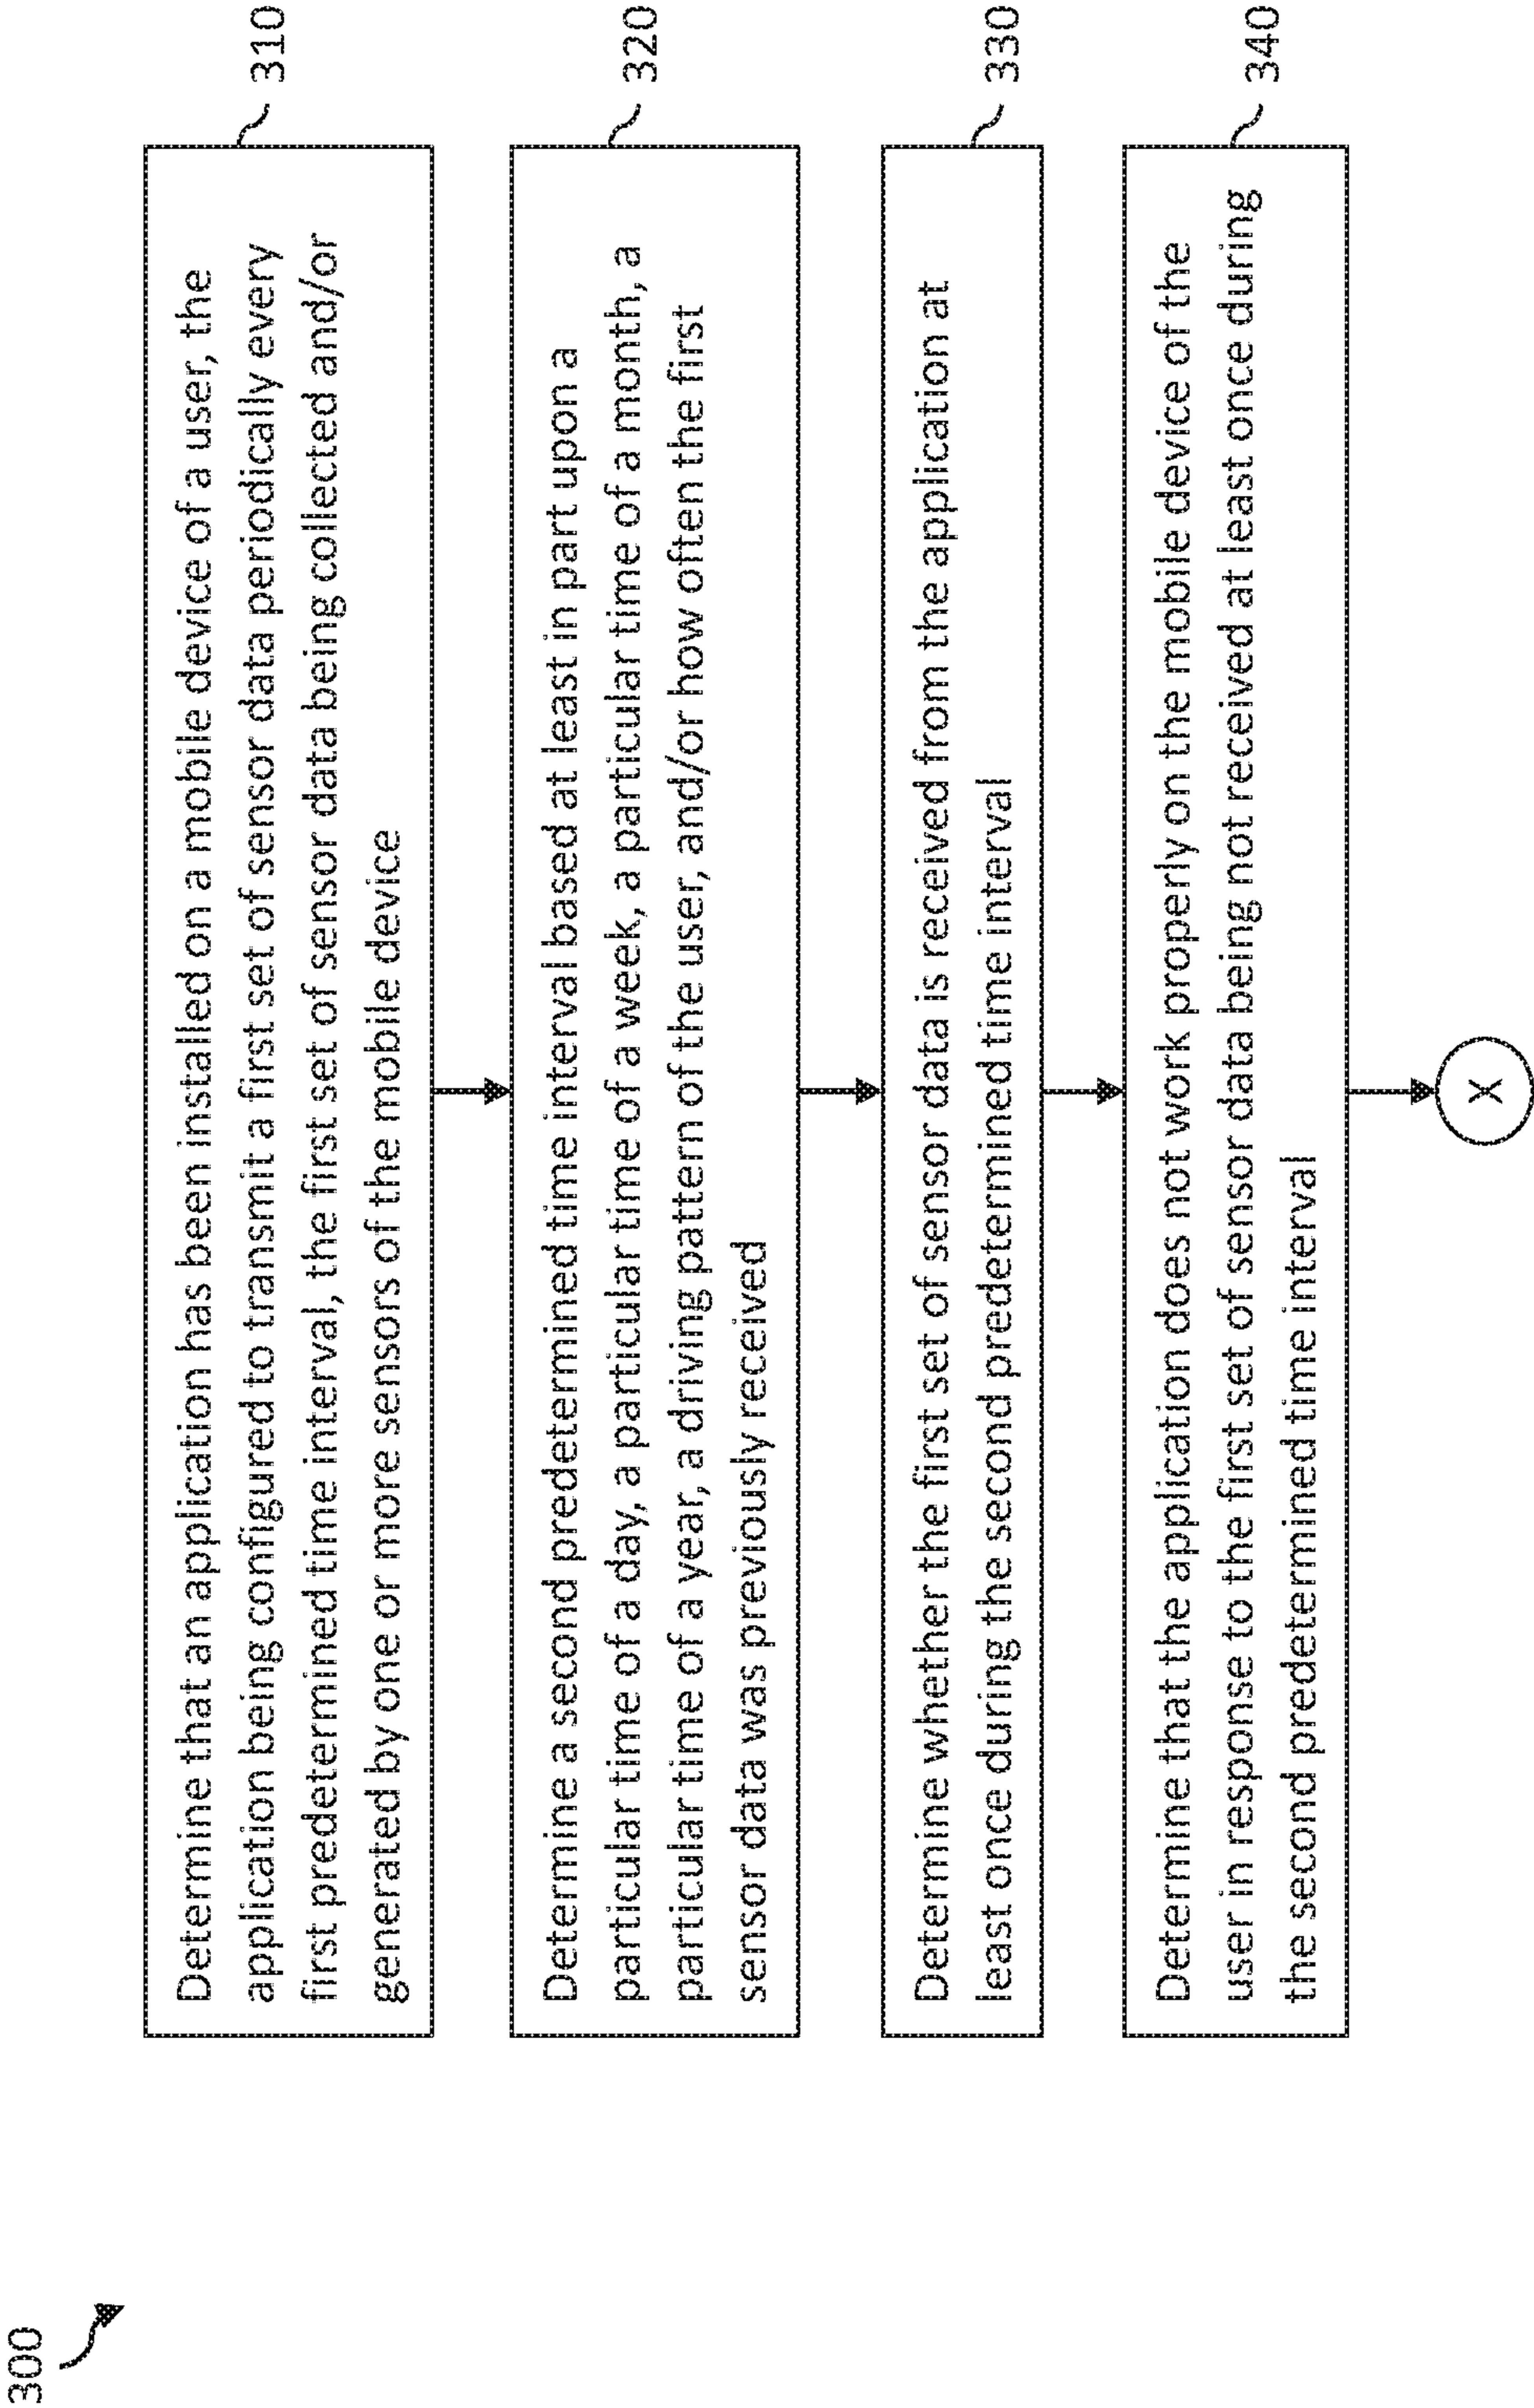 300
Determine that an application has been installed on a mobile device of a user, the
application being configured to transmit a first set of sensor data periodically every
first predetermined time interval, the first set of sensor data being collected and/or
generated by one or more sensors of the mobile device
310
Determine a second predetermined time interval based at least in part upon a
particular time of a day, a particular time of a week, a particular time of a month, a
particular time of a year, a driving pattern of the user, and/or how often the first
sensor data was previously received
320
Determine whether the first set of sensor data is received from the application at
least once during the second predetermined time interval
330
Determine that the application does not work properly on the mobile device of the
user in response to the first set of sensor data being not received at least once during
the second predetermined time interval
340
X